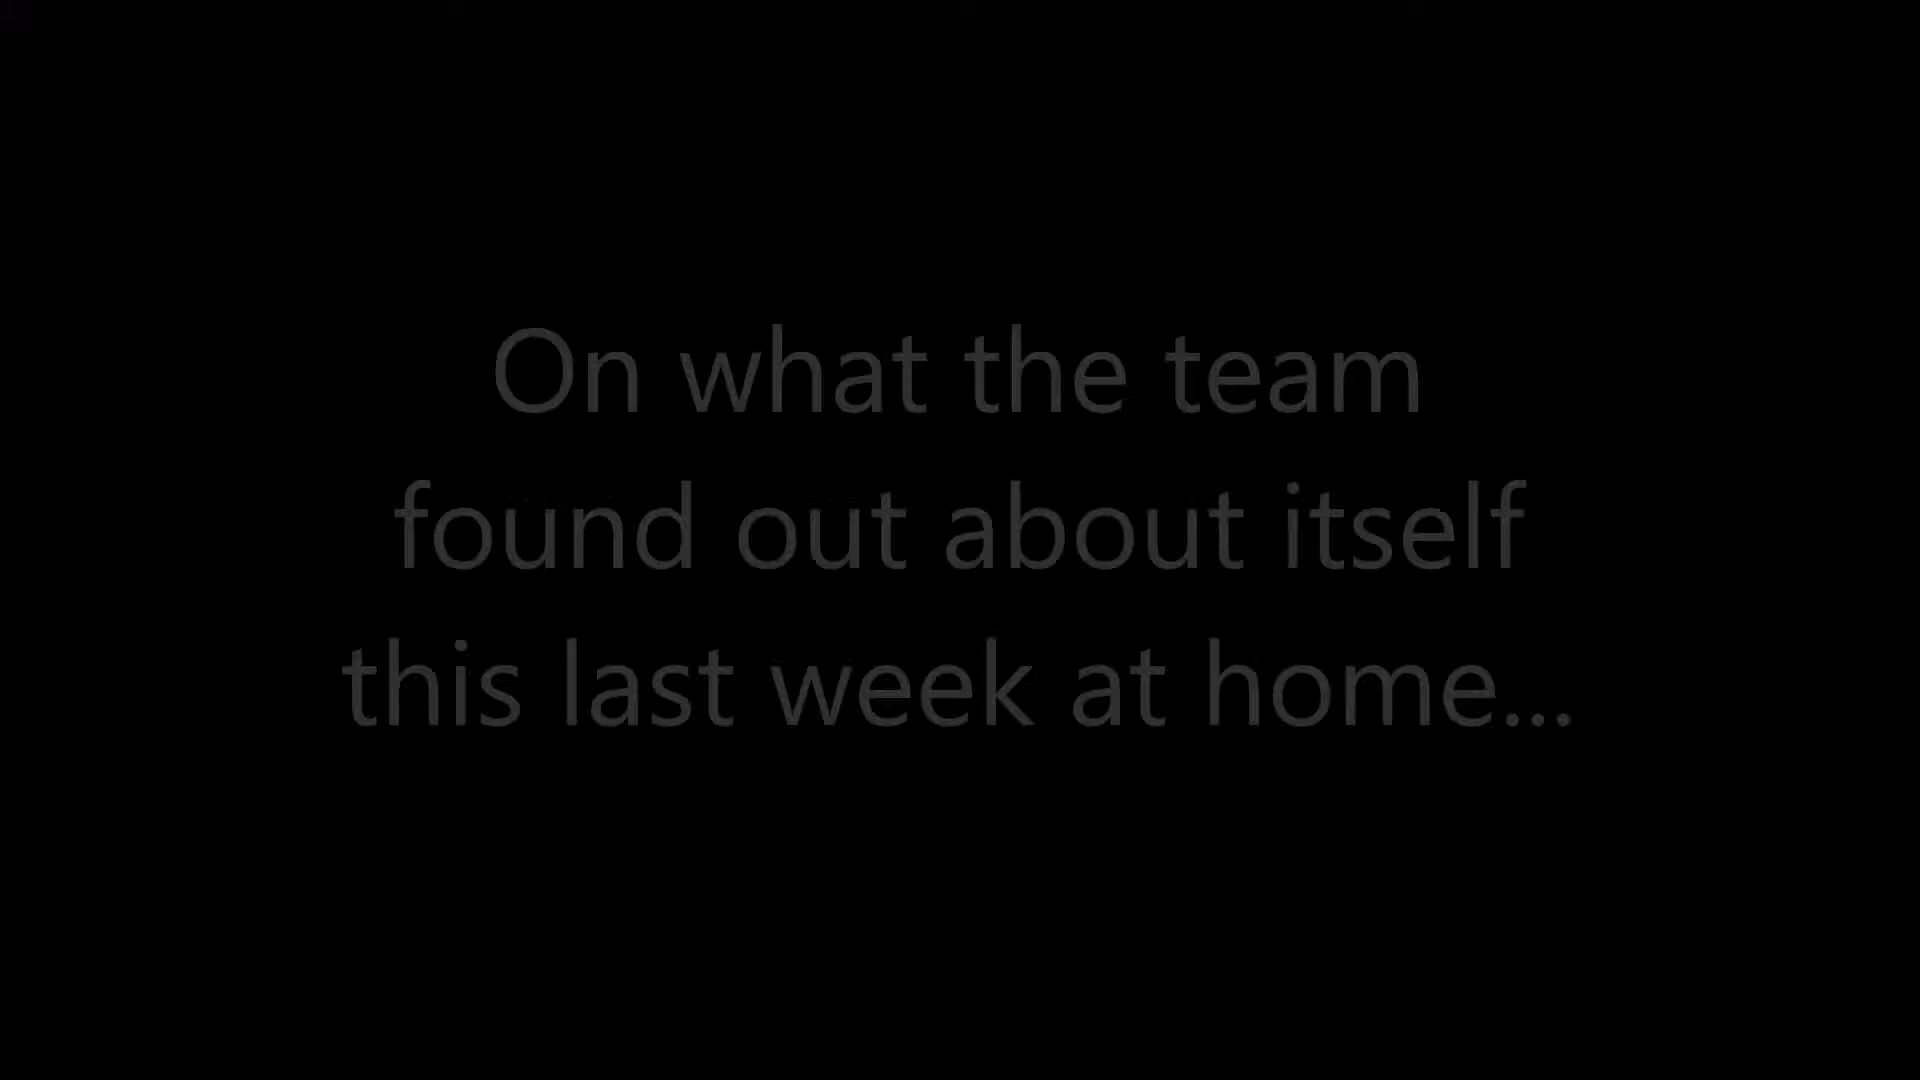 On what the team
found out about itself
this last week at home...